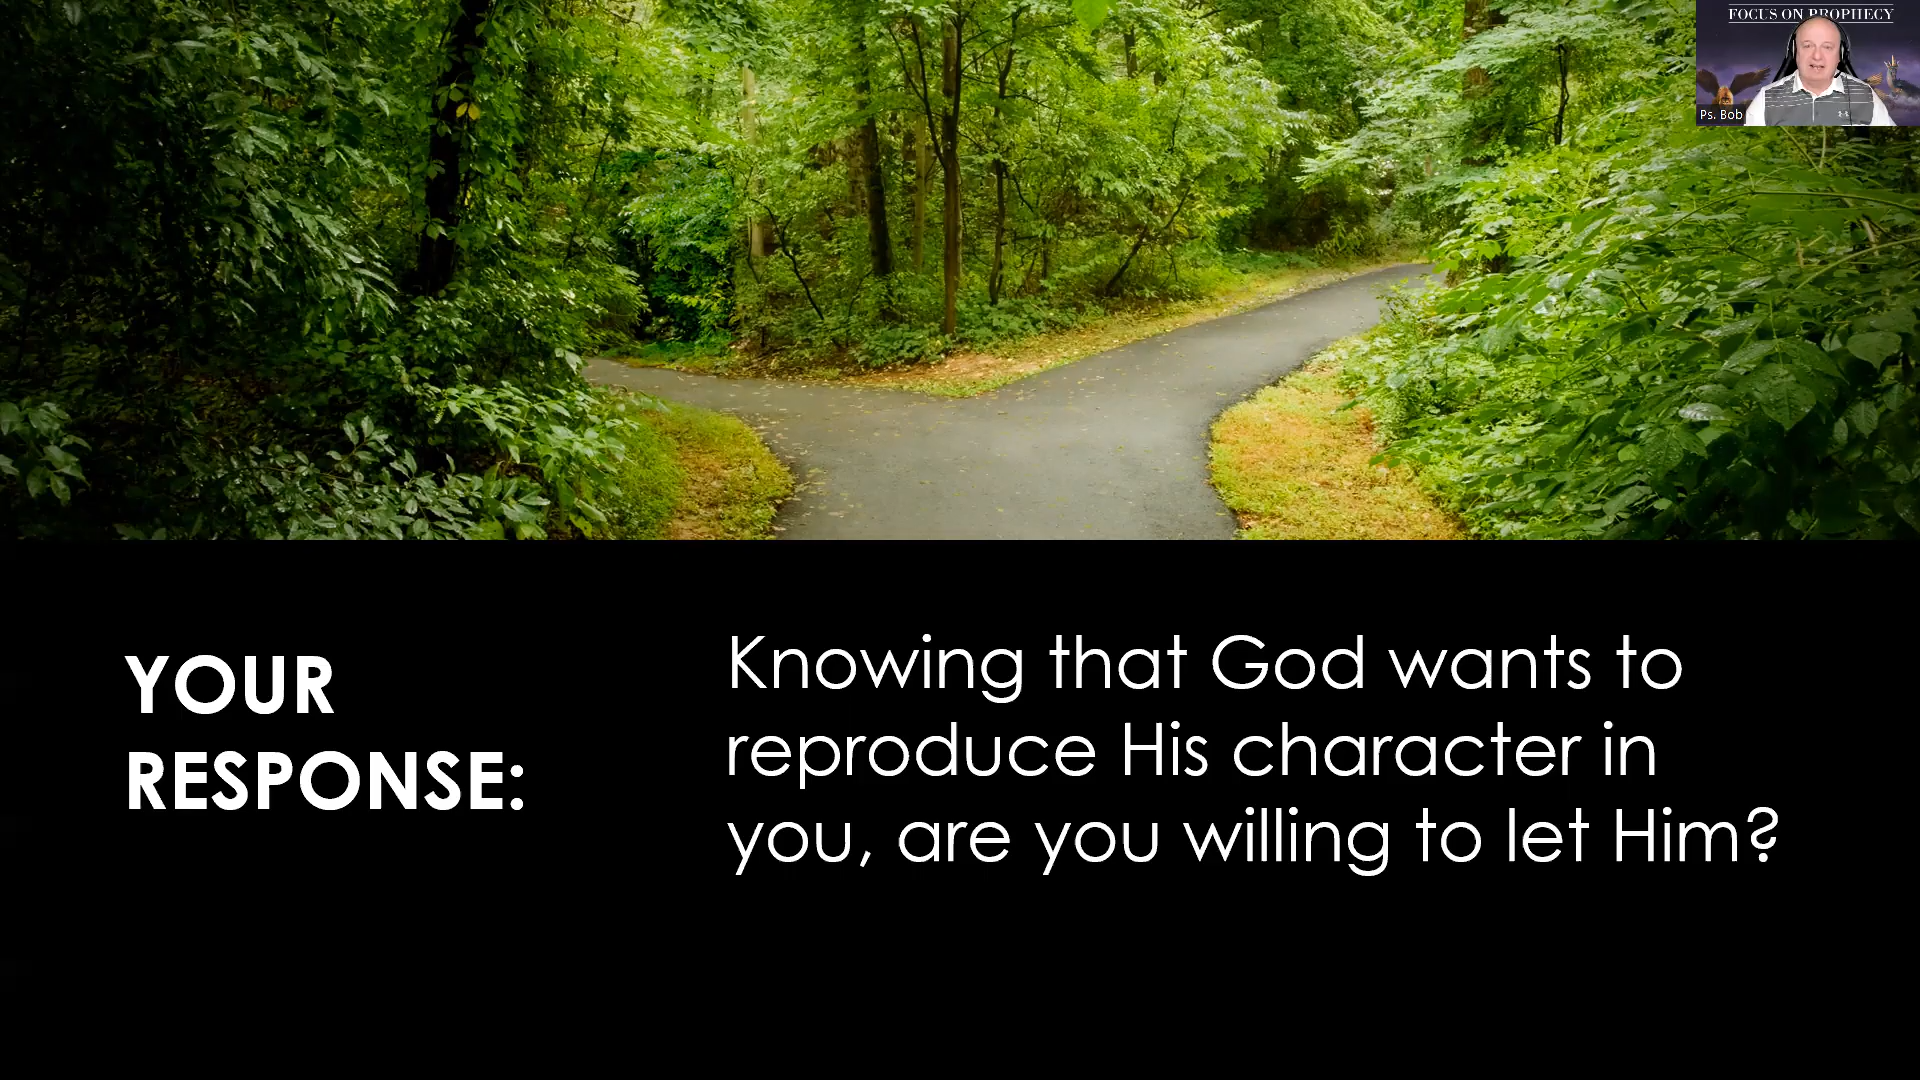 FOCUS ON PROPHECY
Ps. Bob
YOUR
RESPONSE:
Knowing that God wants to
reproduce His character in
you, are you willing to let Him?